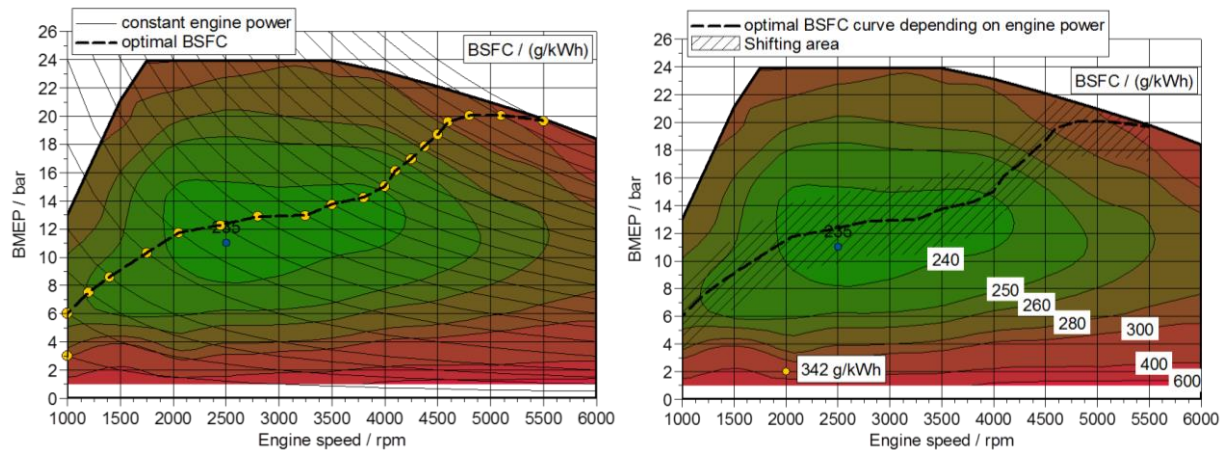 constant engine power
optimal BSFC
BSFC / (g/kWh)
26
24
22
20
18
16
14
12
10
8
6
4
2
0
BMEP / bar
235
1000 1500 2000 2500 3000 3500 4000 4500 5000 5500 6000
Engine speed / rpm
optimal BSFC curve depending on engine power
Shifting area
BSFC / (g/kWh)
26
24
22
20
18
16
14
12
10
8
6
4
2
0
BMEP / bar
235
240
250
260
280
300
400
600
342 g/kWh
1000 1500 2000 2500 3000 3500 4000 4500 5000 5500 6000
Engine speed / rpm